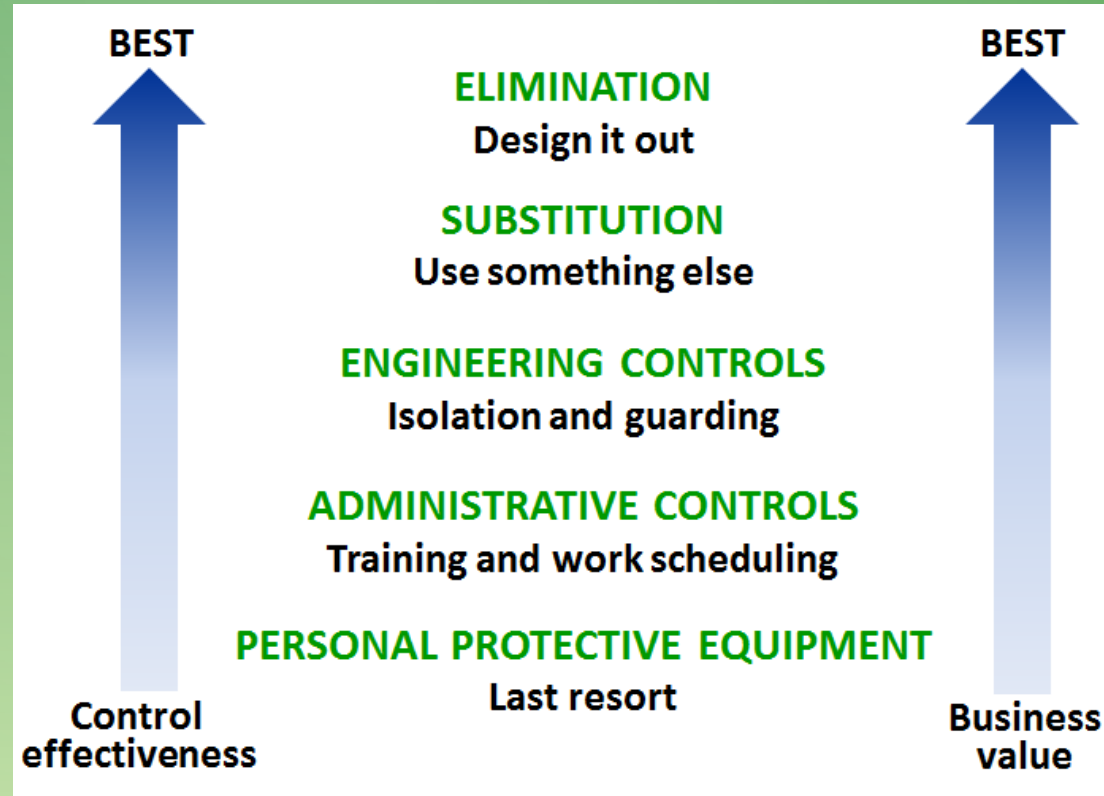 BEST
BEST
ELIMINATION
Design it out
SUBSTITUTION
Use something else
ENGINEERING CONTROLS
Isolation and guarding
ADMINISTRATIVE CONTROLS
Training and work scheduling
PERSONAL PROTECTIVE EQUIPMENT
Last resort
Control
effectiveness
Business
value